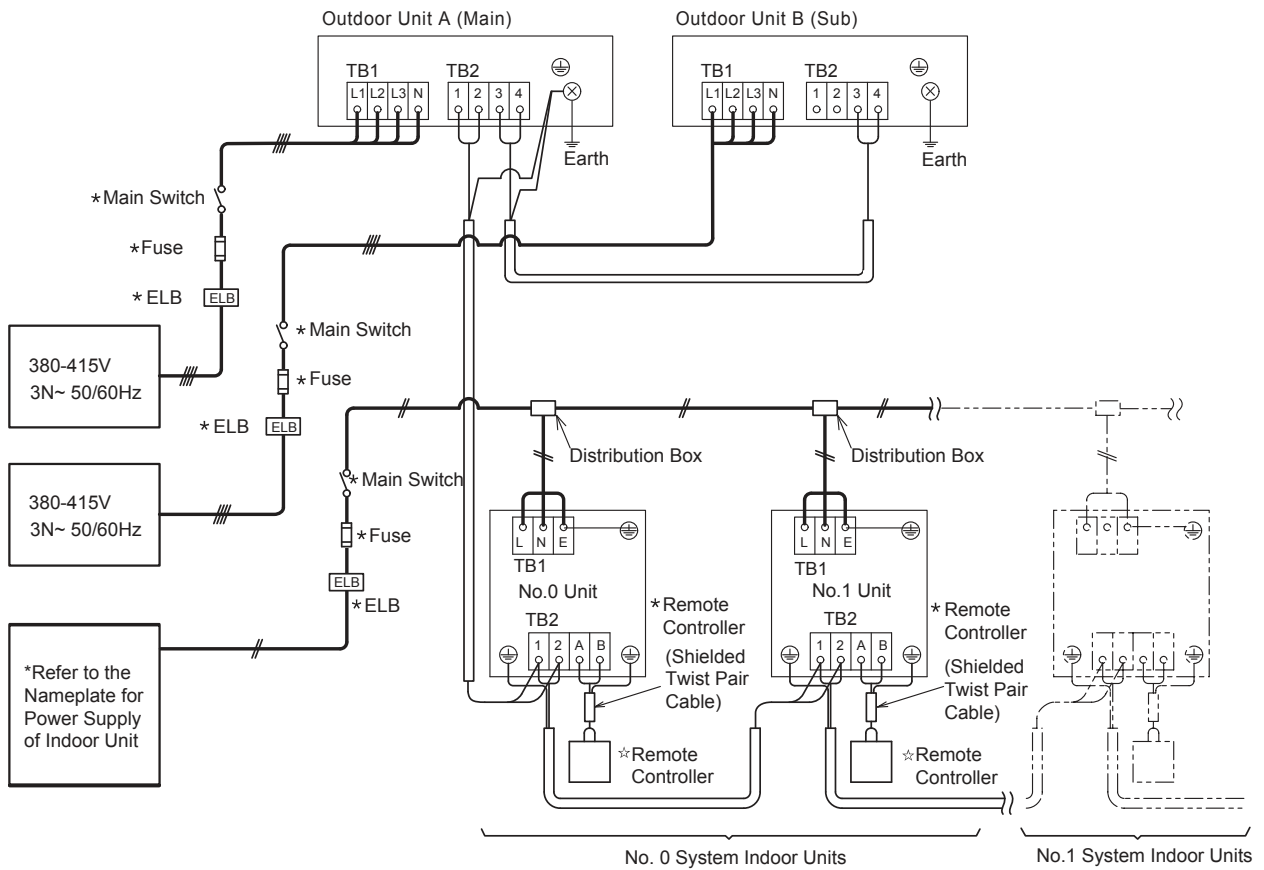 Outdoor Unit A (Main)
Outdoor Unit B (Sub)
TB1
TB2
L1 L2 L3 N
1 2 3 4
Earth
TB1
TB2
L1 L2 L3 N
1 2 3 4
Earth
*Main Switch
*Fuse
*ELB
ELB
380-415V
3N~ 50/60Hz
*Main Switch
*Fuse
*ELB
ELB
380-415V
3N~ 50/60Hz
*Main Switch
*Fuse
ELB
*ELB
*Refer to the
Nameplate for
Power Supply
of Indoor Unit
Distribution Box
Distribution Box
L N E
TB1
No.0 Unit
TB2
1 2 A B
*Remote
Controller
(Shielded
Twist Pair
Cable)
☆Remote
Controller
L N E
TB1
No.1 Unit
TB2
1 2 A B
*Remote
Controller
(Shielded
Twist Pair
Cable)
☆Remote
Controller
No. 0 System Indoor Units
No.1 System Indoor Units